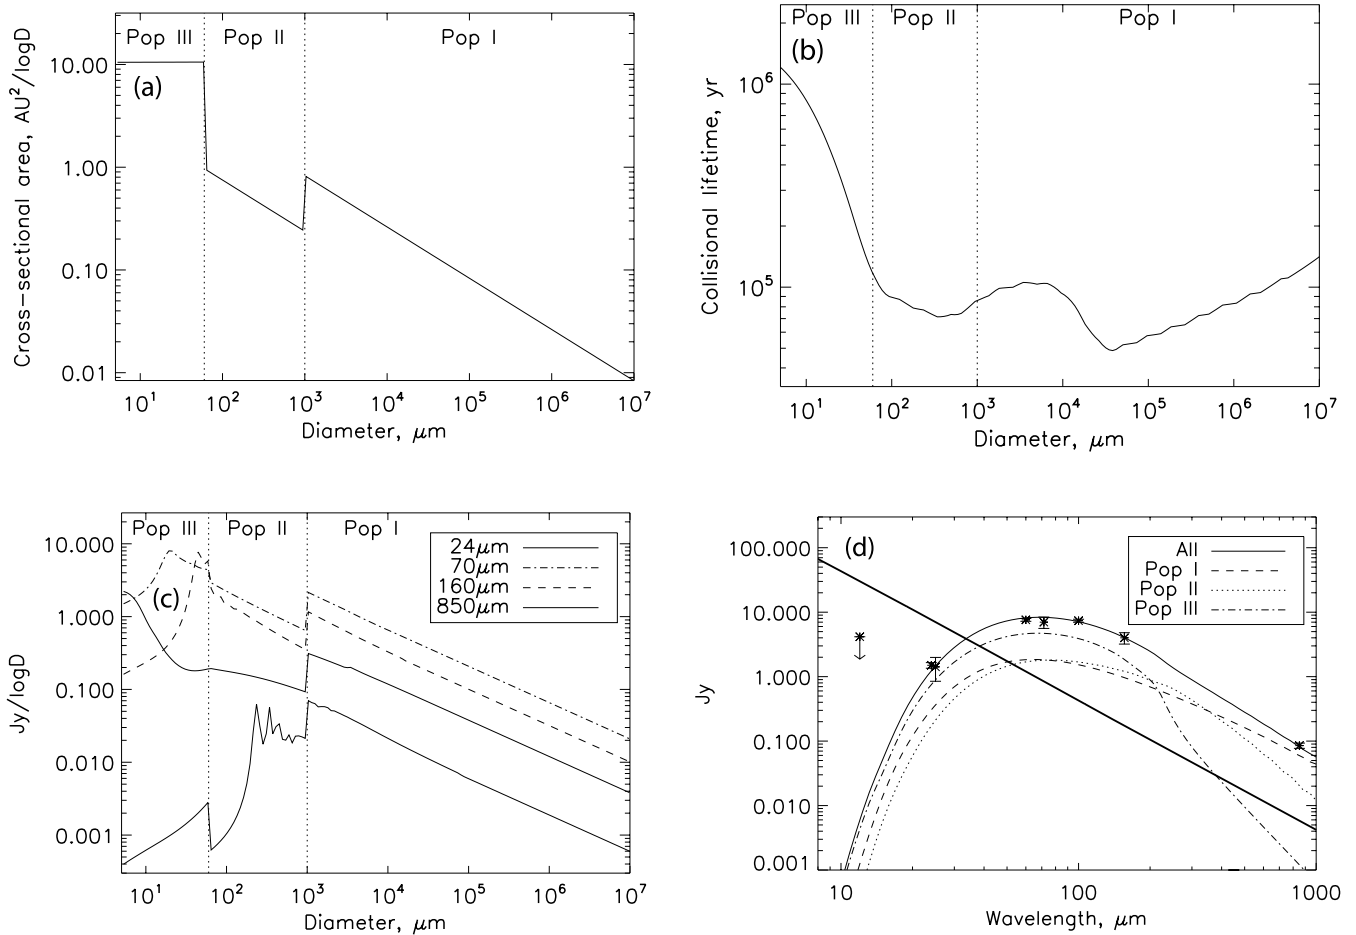 Pop III Pop II Pop I
(a)
10.00
1.00
0.10
0.01
Cross-sectional area, AU²/logD
10¹ 10² 10³ 10⁴ 10⁵ 10⁶ 10⁷
Diameter, μm
Pop III Pop II Pop I
(b)
10⁶
10⁵
Collisional lifetime, yr
10¹ 10² 10³ 10⁴ 10⁵ 10⁶ 10⁷
Diameter, μm
Pop III Pop II Pop I
(c)
24μm
70μm
160μm
850μm
10.000
1.000
0.100
0.010
0.001
Jy/logD
10¹ 10² 10³ 10⁴ 10⁵ 10⁶ 10⁷
Diameter, μm
(d)
All
Pop I
Pop II
Pop III
100.000
10.000
1.000
0.100
0.010
0.001
Jy
10 100 1000
Wavelength, μm